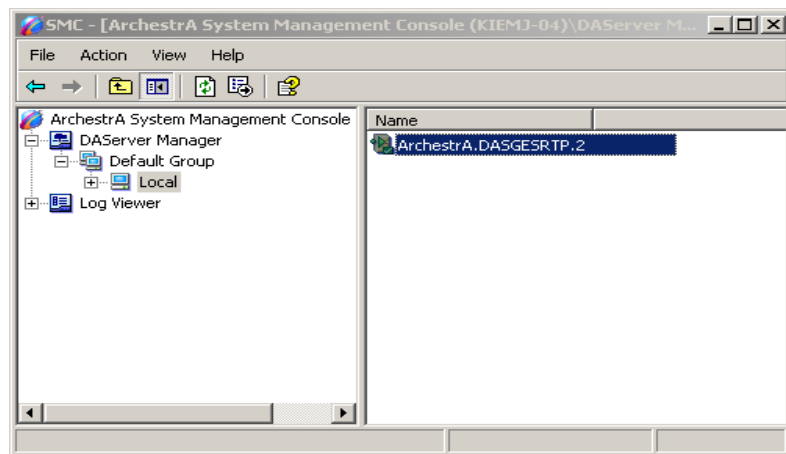 SMC - [ArchestrA System Management Console (KIEMJ-04)\DAServer M...
File Action View Help
ArchestrA System Management Console
DAServer Manager
Default Group
Local
Log Viewer
Name
ArchestrA.DASGESRTP.2